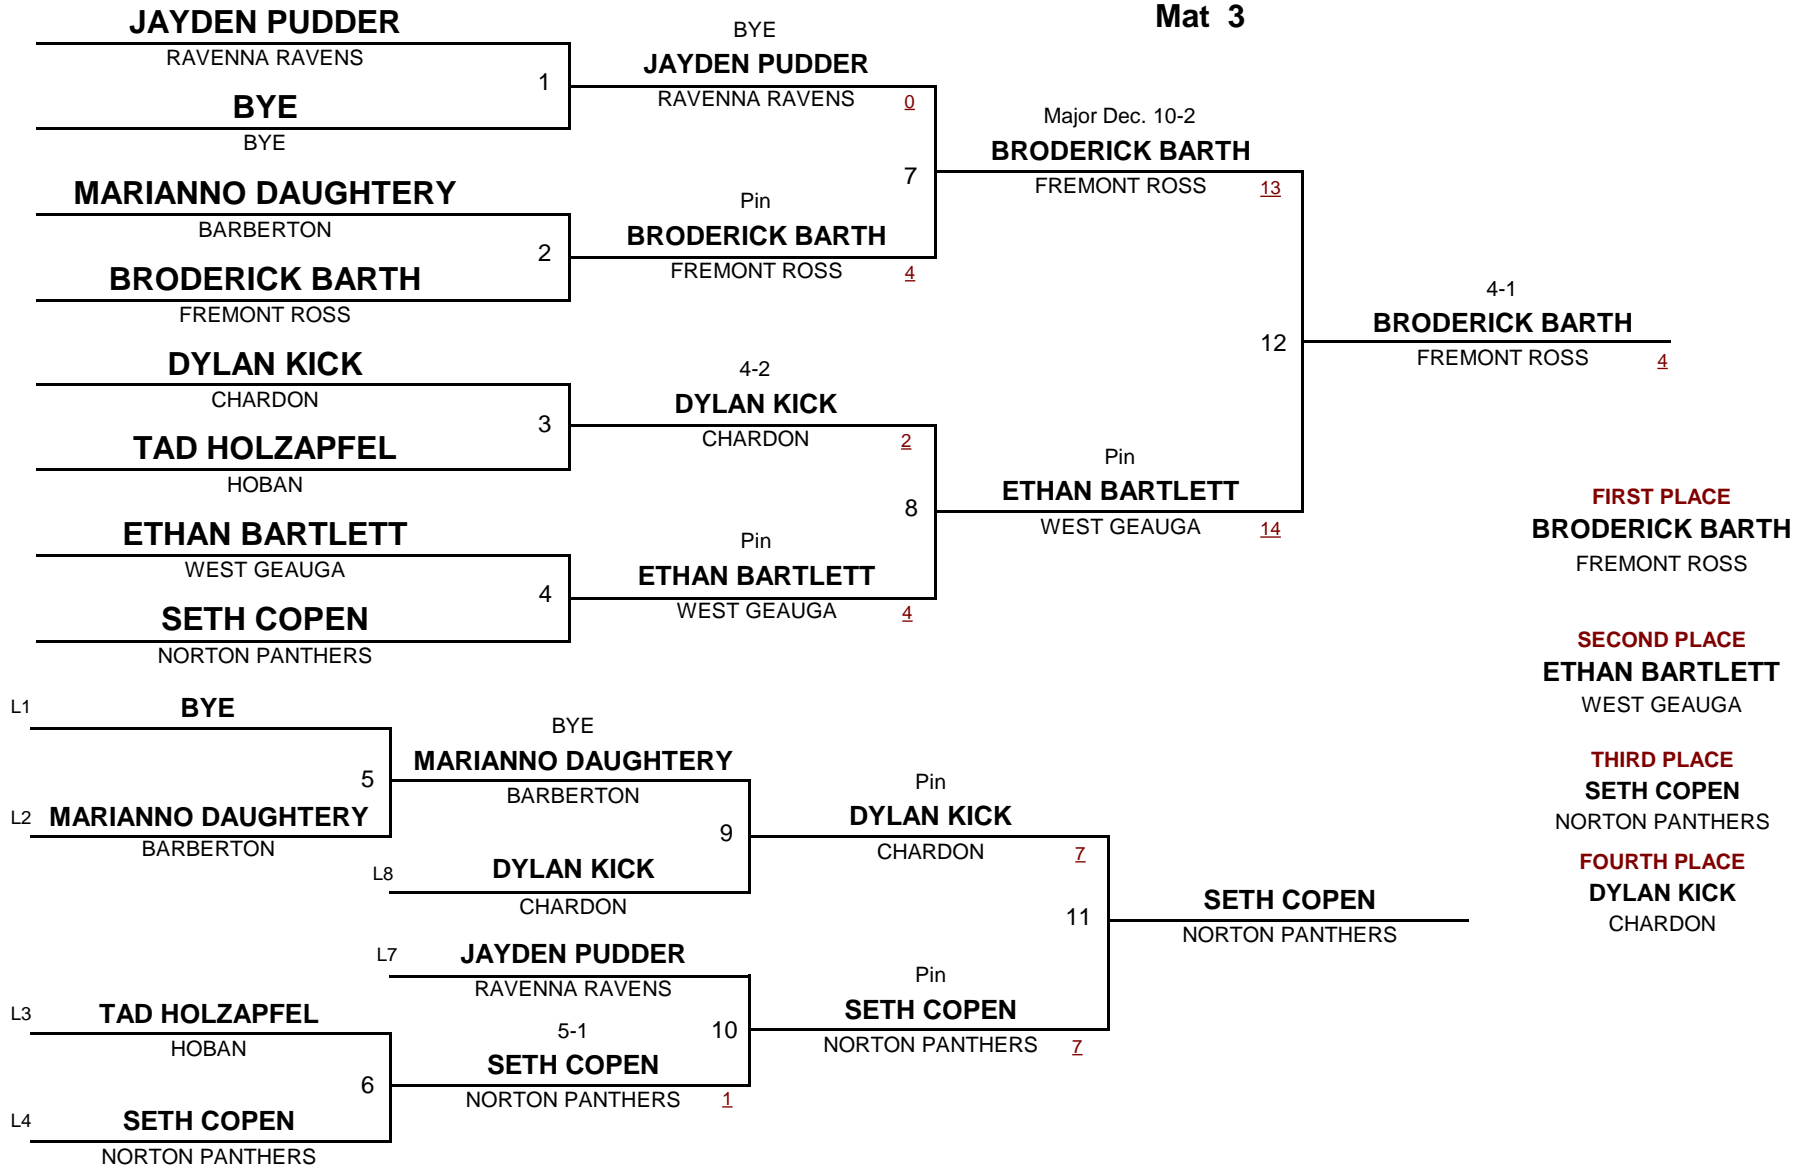 Mat 3
JAYDEN PUDDER
RAVENNA RAVENS
1
BYE
BYE
MARIANNO DAUGHTERY
BARBERTON
2
BRODERICK BARTH
FREMONT ROSS
DYLAN KICK
CHARDON
3
TAD HOLZAPFEL
HOBAN
ETHAN BARTLETT
WEST GEAUGA
4
SETH COPEN
NORTON PANTHERS
BYE
JAYDEN PUDDER
RAVENNA RAVENS 0
7
Pin
BRODERICK BARTH
FREMONT ROSS 4
4-2
DYLAN KICK
CHARDON 2
8
Pin
ETHAN BARTLETT
WEST GEAUGA 4
Major Dec. 10-2
BRODERICK BARTH
FREMONT ROSS 13
12
Pin
ETHAN BARTLETT
WEST GEAUGA 14
4-1
BRODERICK BARTH
FREMONT ROSS 4
FIRST PLACE
BRODERICK BARTH
FREMONT ROSS
SECOND PLACE
ETHAN BARTLETT
WEST GEAUGA
THIRD PLACE
SETH COPEN
NORTON PANTHERS
FOURTH PLACE
DYLAN KICK
CHARDON
L1 BYE
5
L2 MARIANNO DAUGHTERY
BARBERTON
L3 TAD HOLZAPFEL
HOBAN
6
L4 SETH COPEN
NORTON PANTHERS
BYE
MARIANNO DAUGHTERY
BARBERTON
9
L8 DYLAN KICK
CHARDON
L7 JAYDEN PUDDER
RAVENNA RAVENS
10
5-1
SETH COPEN
NORTON PANTHERS 1
Pin
DYLAN KICK
CHARDON 7
11
Pin
SETH COPEN
NORTON PANTHERS 7
SETH COPEN
NORTON PANTHERS